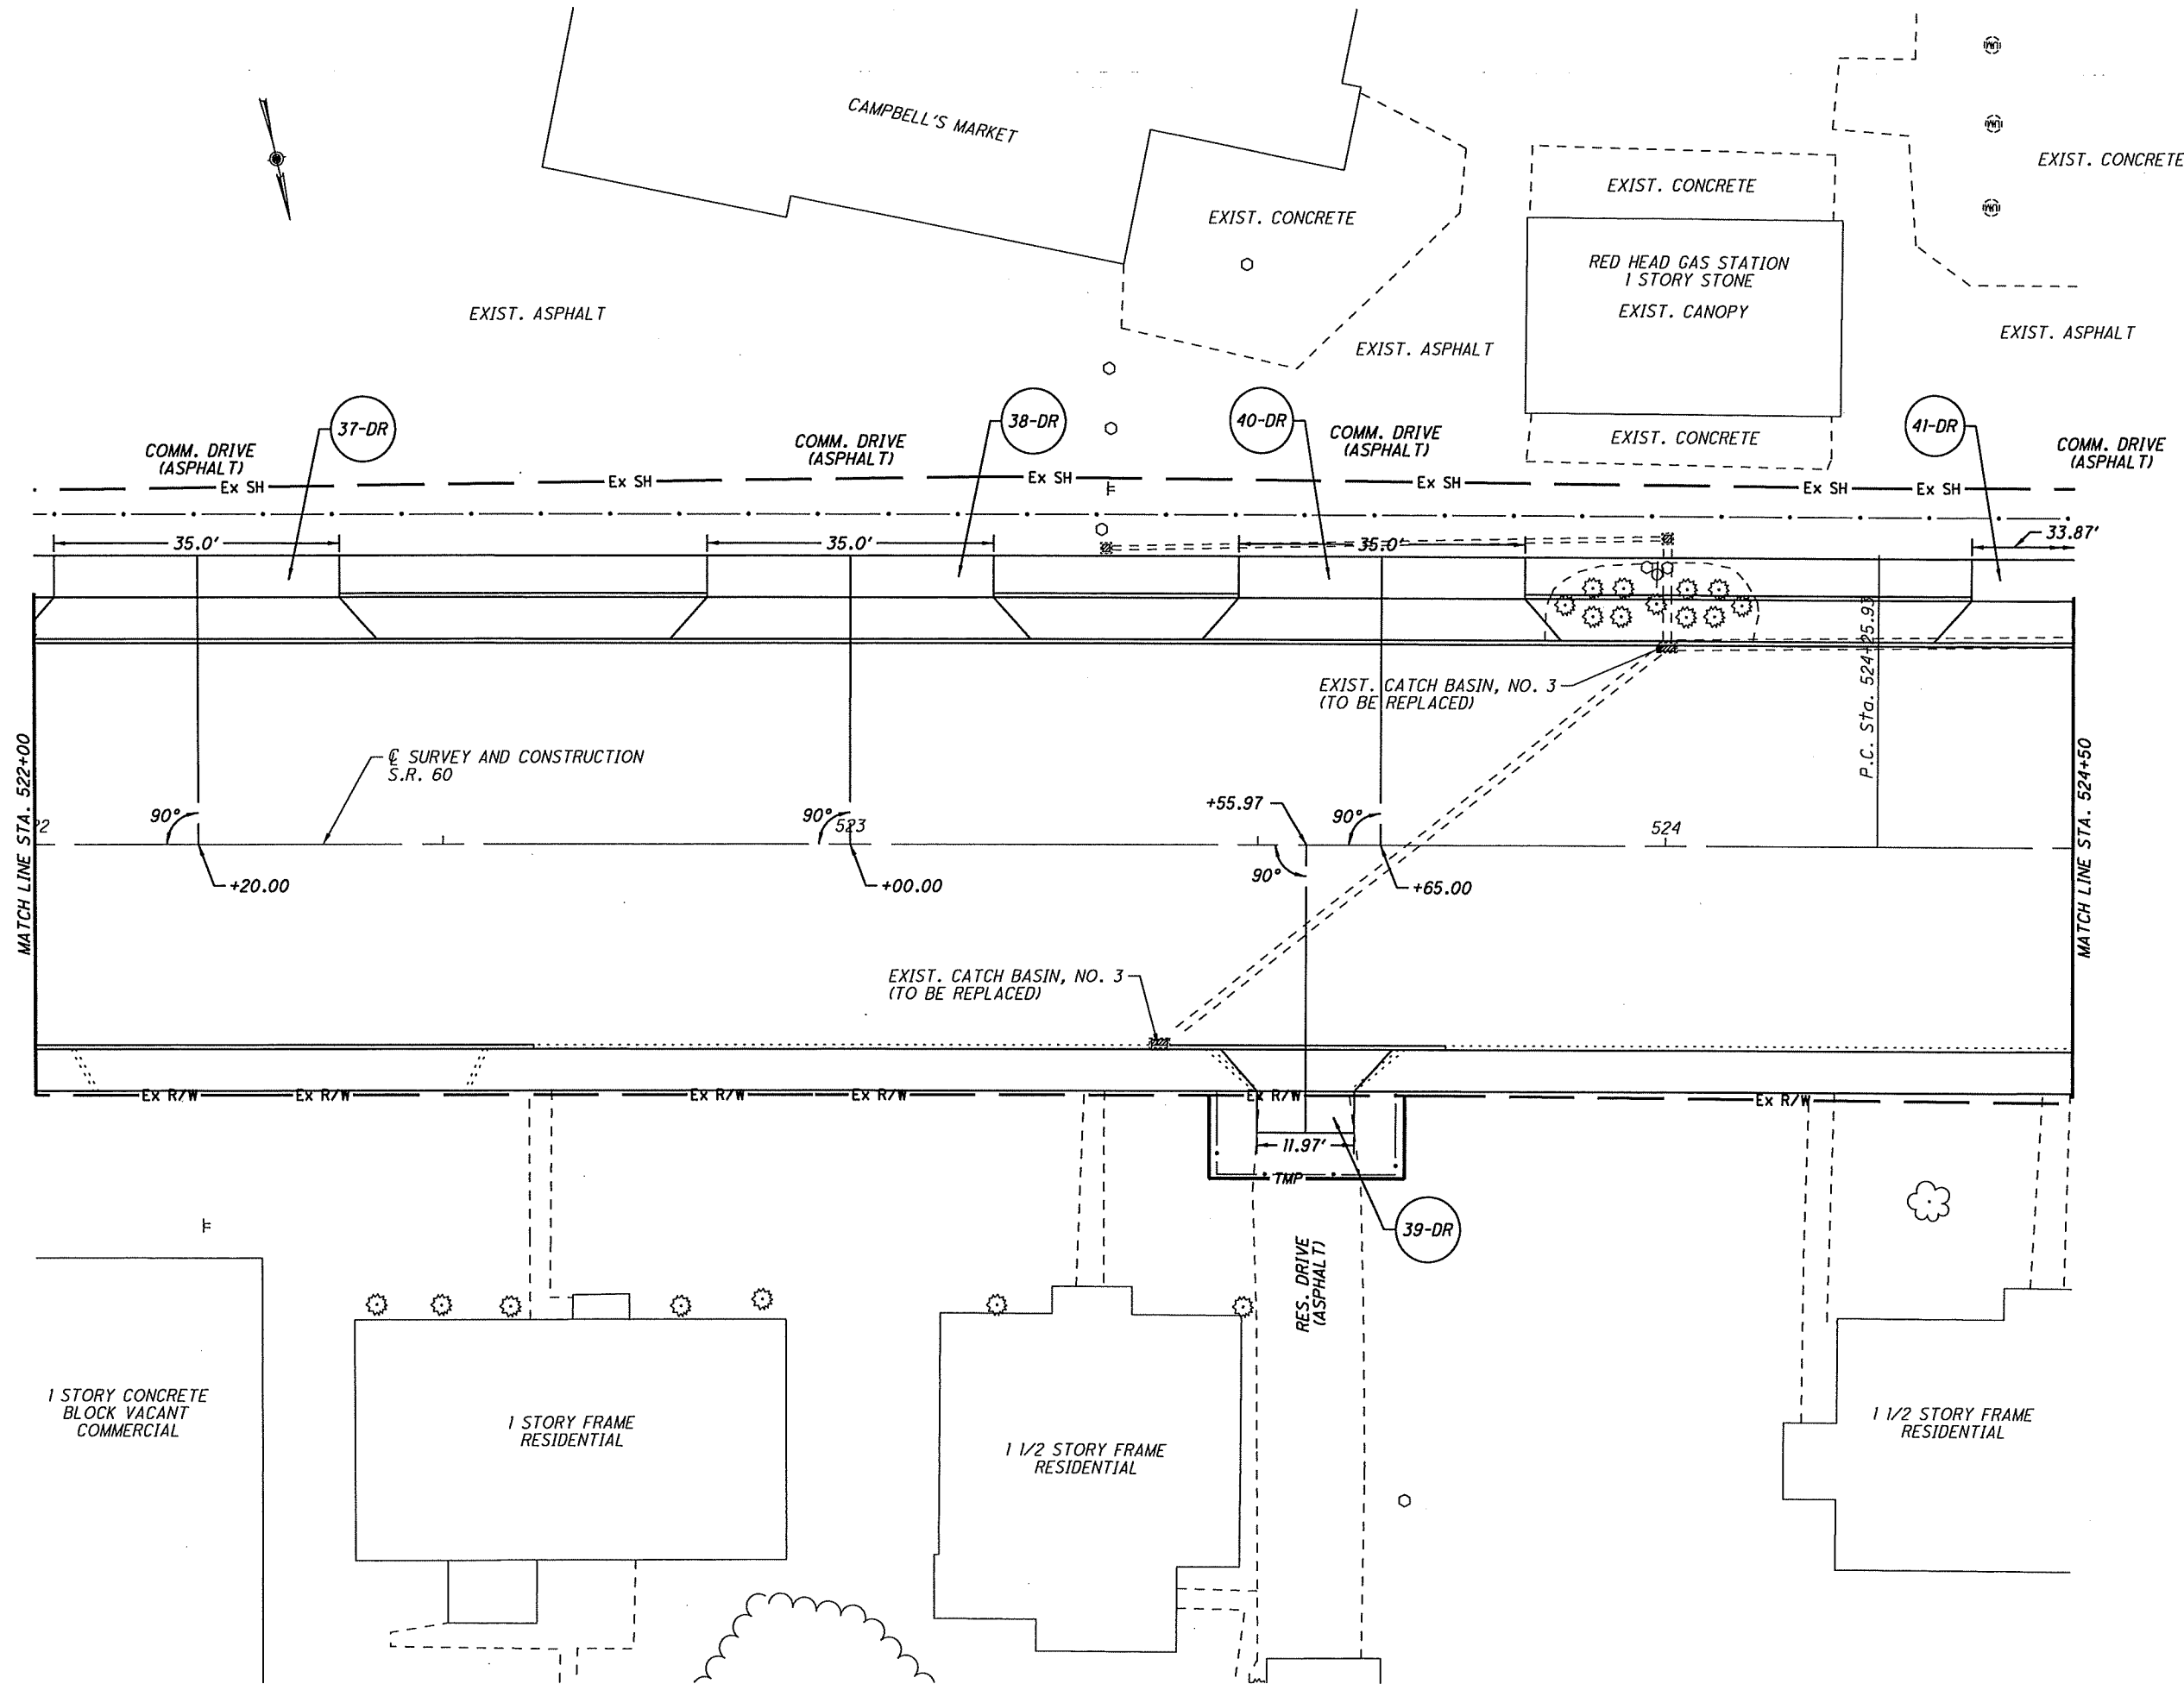 CAMPBELL'S MARKET
EXIST. CONCRETE
EXIST. CONCRETE
EXIST. CONCRETE
RED HEAD GAS STATION
1 STORY STONE
EXIST. CANOPY
EXIST. ASPHALT
EXIST. ASPHALT
EXIST. ASPHALT
EXIST. CONCRETE
37-DR
38-DR
40-DR
41-DR
COMM. DRIVE
(ASPHALT)
COMM. DRIVE
(ASPHALT)
COMM. DRIVE
(ASPHALT)
COMM. DRIVE
(ASPHALT)
Ex SH
Ex SH
Ex SH
Ex SH
Ex SH
Ex SH
35.0'
35.0'
35.0'
33.87'
EXIST. CATCH BASIN, NO. 3
(TO BE REPLACED)
P.C. Sta. 524+25.93
MATCH LINE STA. 522+00
MATCH LINE STA. 524+50
℄ SURVEY AND CONSTRUCTION
S.R. 60
90°
90°
+55.97
90°
22
523
524
90°
+20.00
+00.00
+65.00
EXIST. CATCH BASIN, NO. 3
(TO BE REPLACED)
Ex R/W
Ex R/W
Ex R/W
Ex R/W
Ex R/W
Ex R/W
11.97'
TMP
39-DR
RES. DRIVE
(ASPHALT)
1 STORY CONCRETE
BLOCK VACANT
COMMERCIAL
1 STORY FRAME
RESIDENTIAL
1 1/2 STORY FRAME
RESIDENTIAL
1 1/2 STORY FRAME
RESIDENTIAL